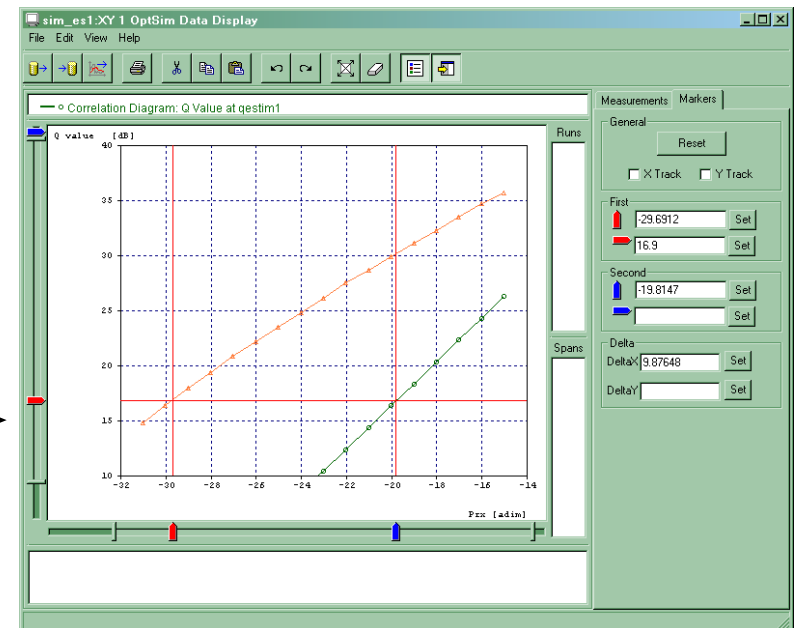 sim_es1:XY 1 OptSim Data Display
File Edit View Help
Correlation Diagram: Q Value at qestim1
Q value [dB]
40
35
30
25
20
15
10
-32 -30 -28 -26 -24 -22 -20 -18 -16 -14
Prx [adim]
Runs
Spans
Measurements Markers
General
Reset
X Track Y Track
First
-29.6912 Set
16.9 Set
Second
-19.8147 Set
Set
Delta
DeltaX 9.87648 Set
DeltaY Set